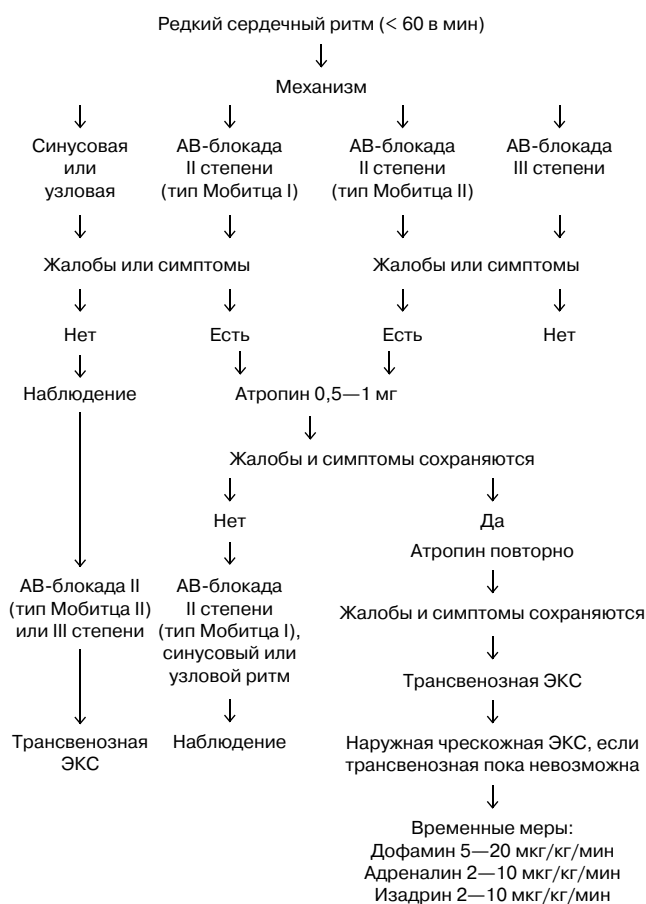 Редкий сердечный ритм (< 60 в мин)
Механизм
Синусовая
или
узловая
АВ-блокада
II степени
(тип Мобитца I)
АВ-блокада
II степени
(тип Мобитца II)
АВ-блокада
III степени
Жалобы или симптомы
Жалобы или симптомы
Нет
Есть
Есть
Нет
Наблюдение
Атропин 0,5—1 мг
Жалобы и симптомы сохраняются
Нет
Да
Атропин повторно
АВ-блокада II
(тип Мобитца II)
или III степени
АВ-блокада
II степени
(тип Мобитца I),
синусовый или
узловой ритм
Жалобы и симптомы сохраняются
Трансвенозная ЭКС
Трансвенозная
ЭКС
Наблюдение
Наружная чрескожная ЭКС, если
трансвенозная пока невозможна
Временные меры:
Дофамин 5—20 мкг/кг/мин
Адреналин 2—10 мкг/кг/мин
Изадрин 2—10 мкг/кг/мин